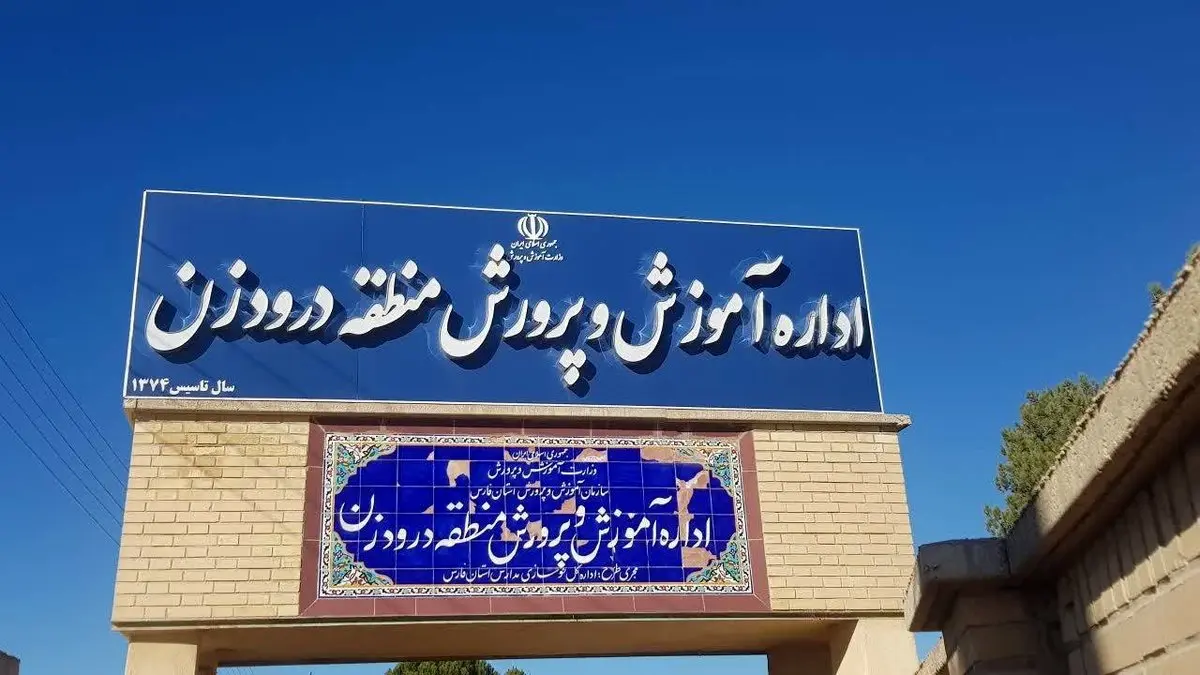 جمهوری اسلامی ایران
وزارت آموزش و پرورش
اداره آموزش و پرورش منطقه درودزن
سال تاسیس ۱۳۷۴
جمهوری اسلامی ایران
وزارت آموزش و پرورش
سازمان آموزش و پرورش استان فارس
اداره آموزش و پرورش منطقه درودزن
مجری طرح: اداره کل نوسازی مدارس استان فارس